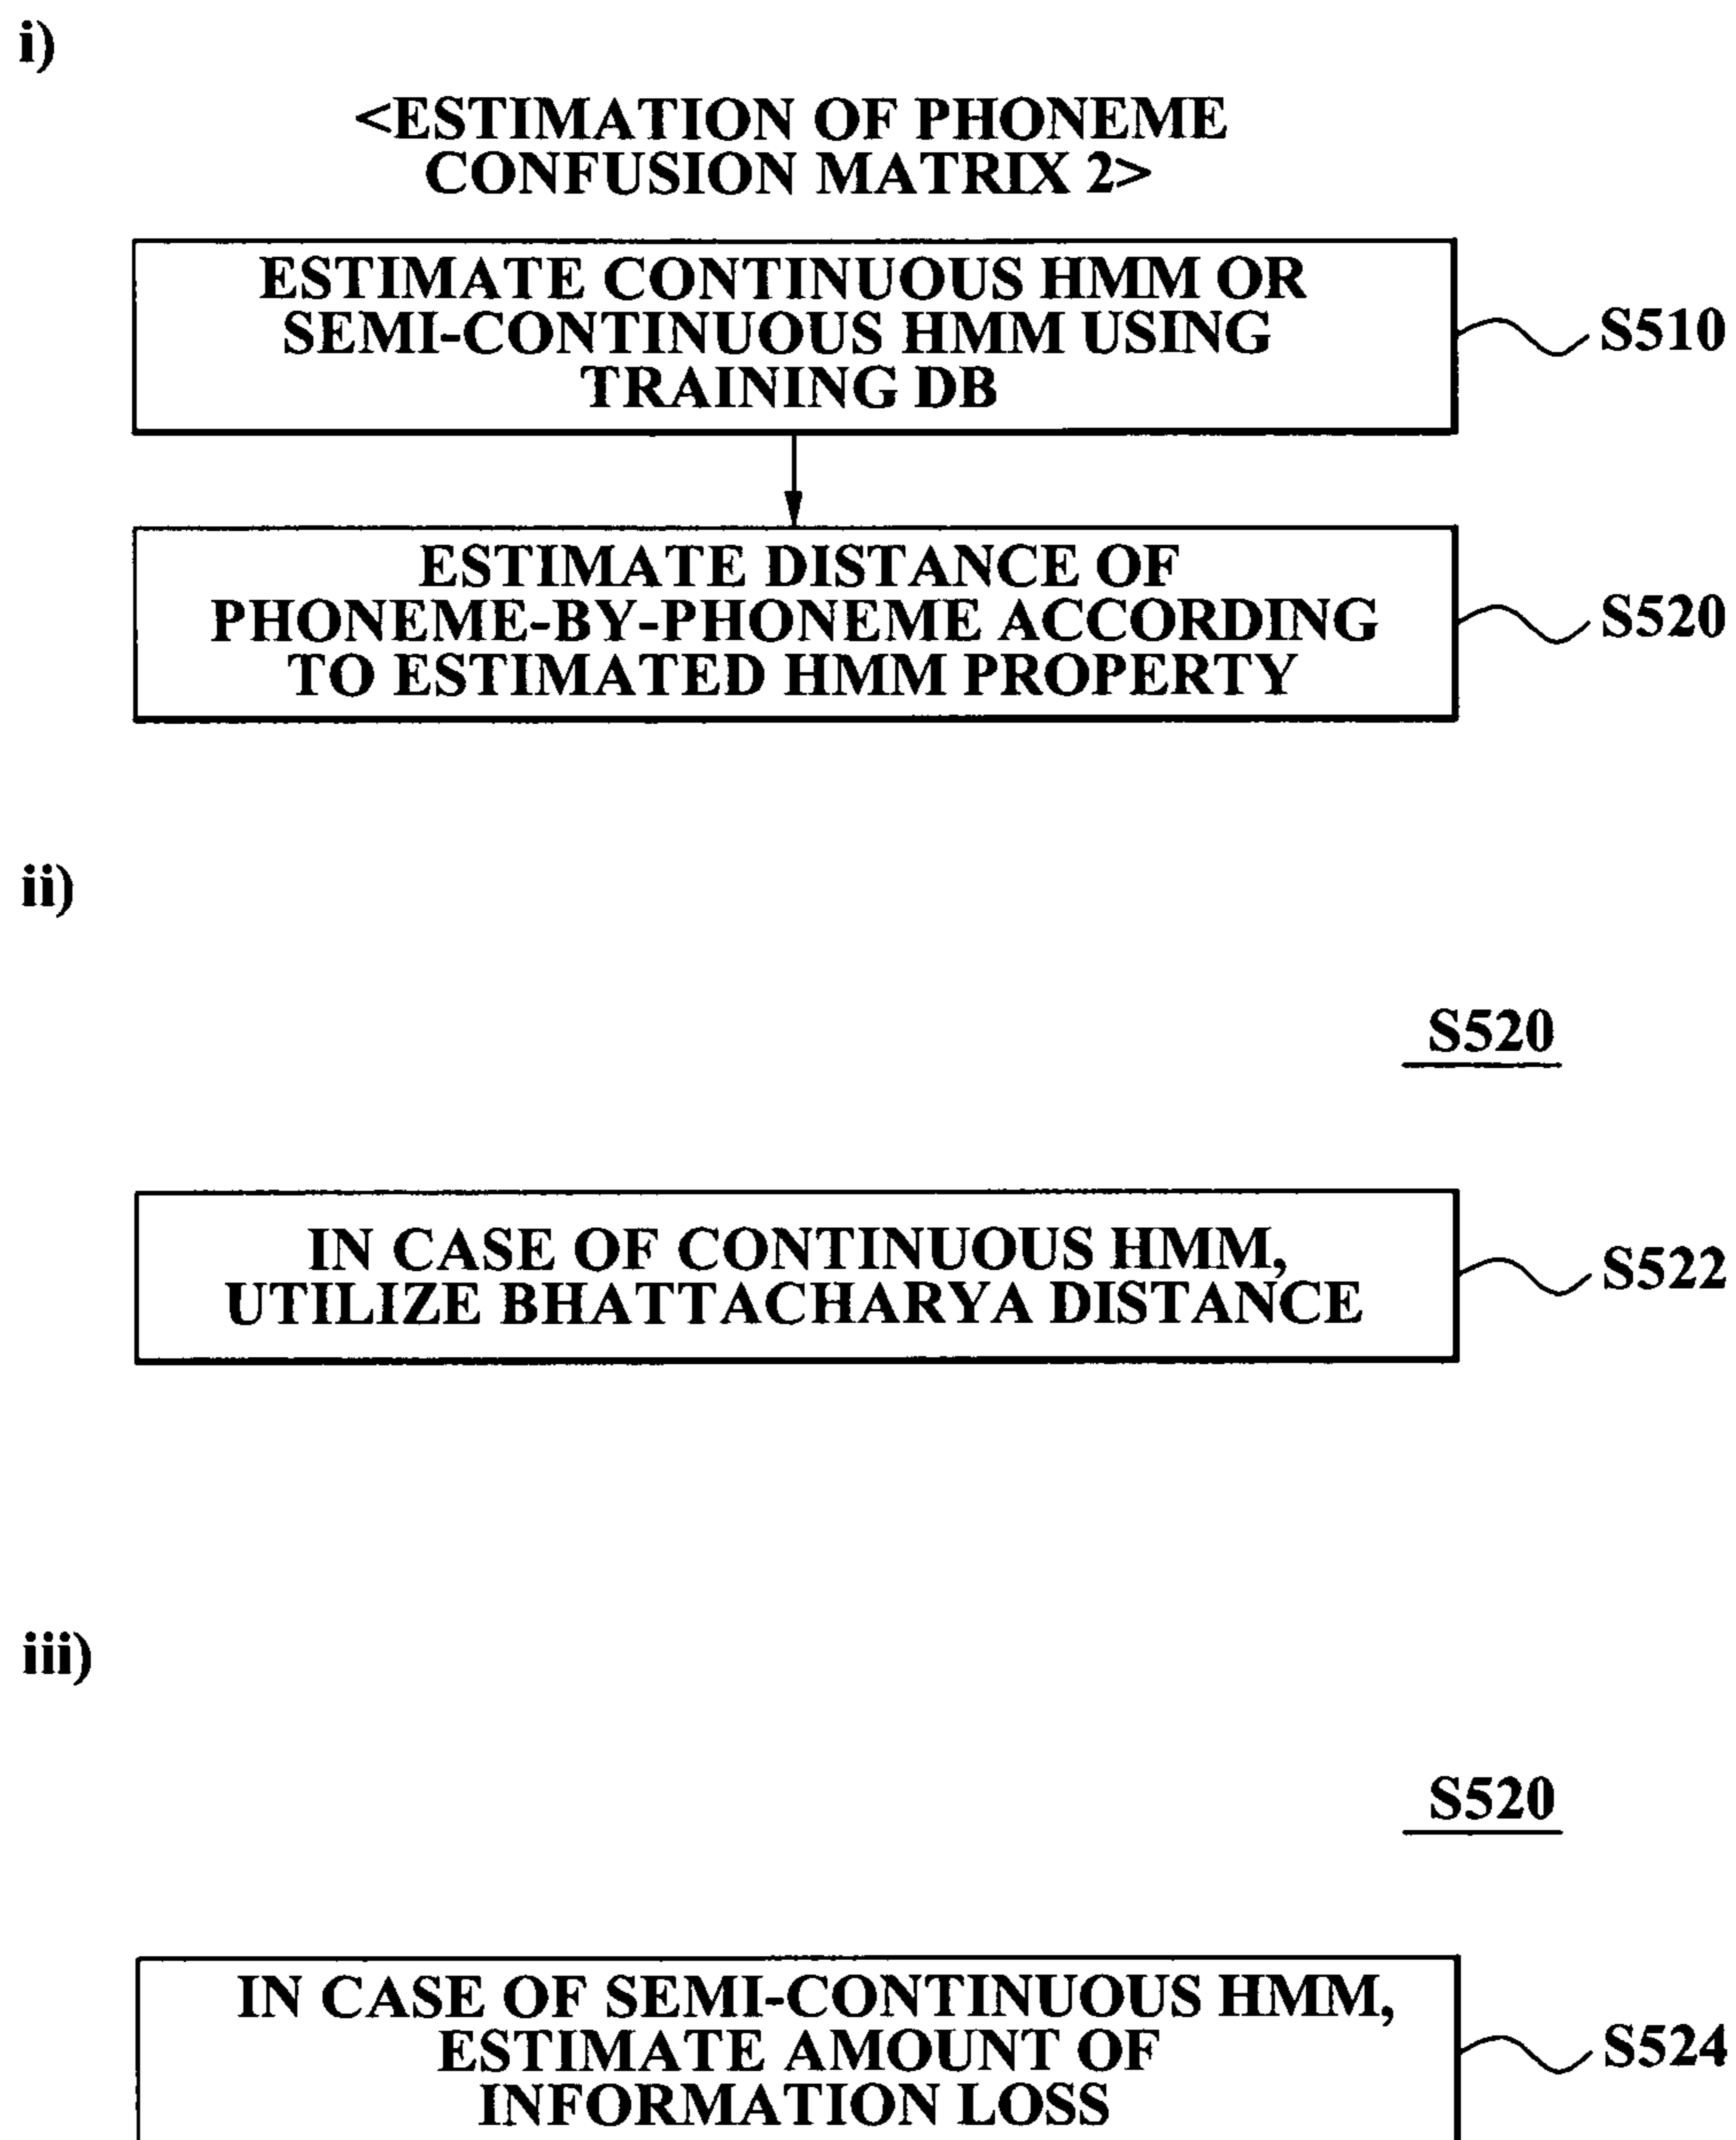 i)
<ESTIMATION OF PHONEME
CONFUSION MATRIX 2>
ESTIMATE CONTINUOUS HMM OR
SEMI-CONTINUOUS HMM USING
TRAINING DB
S510
ESTIMATE DISTANCE OF
PHONEME-BY-PHONEME ACCORDING
TO ESTIMATED HMM PROPERTY
S520
ii)
S520
IN CASE OF CONTINUOUS HMM,
UTILIZE BHATTACHARYA DISTANCE
S522
iii)
S520
IN CASE OF SEMI-CONTINUOUS HMM,
ESTIMATE AMOUNT OF
INFORMATION LOSS
S524